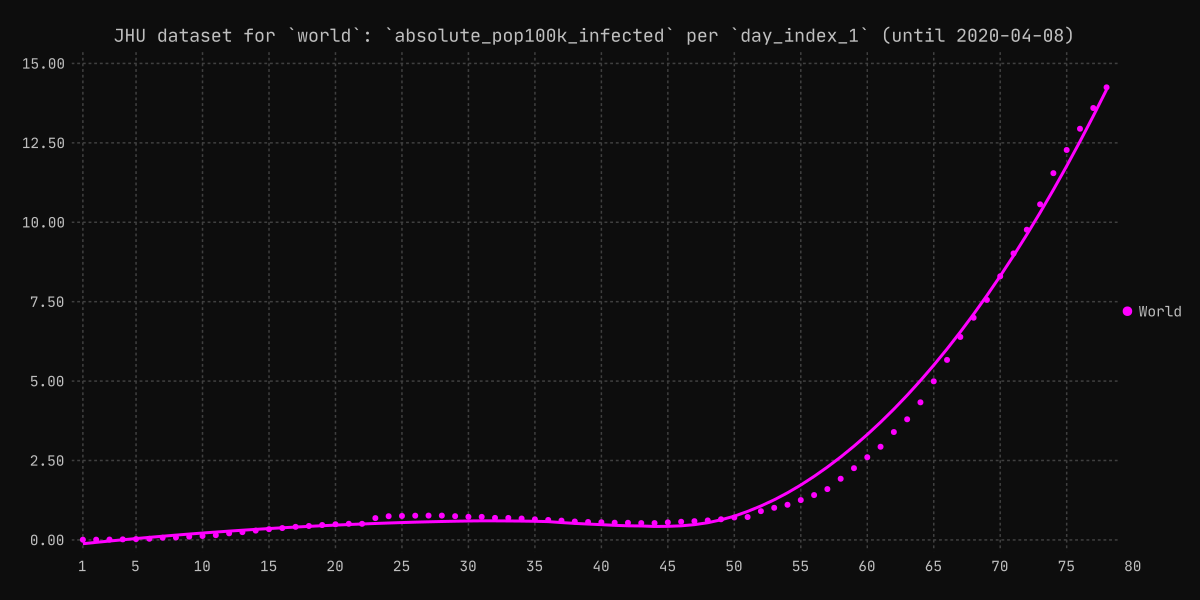 JHU dataset for `world`: `absolute_pop100k_infected` per `day_index_1` (until 2020-04-08)
15.00
12.50
10.00
7.50
5.00
2.50
0.00
World
1 5 10 15 20 25 30 35 40 45 50 55 60 65 70 75 80